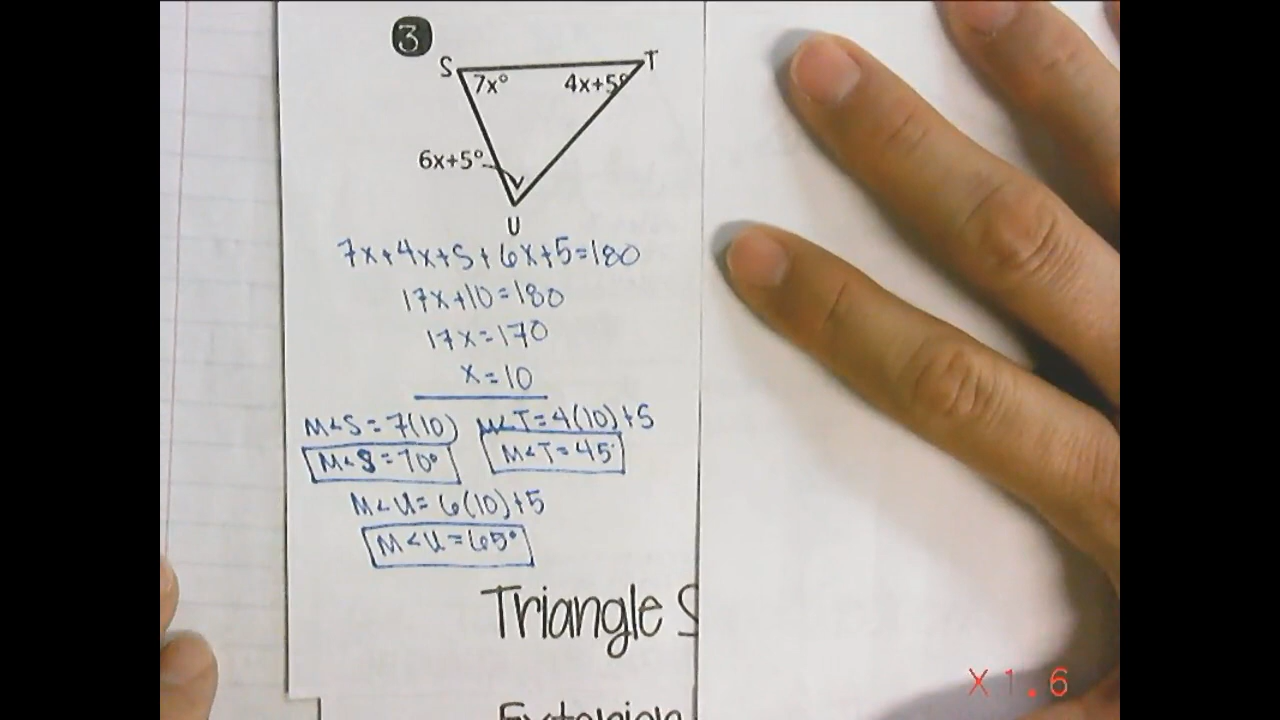 3
S
T
7x°
4x+5°
6x+5°
U
7x+4x+5+6x+5=180
17x+10=180
17x=170
x=10
m<S=7(10) m<T=4(10)+5
m<S=70° m<T=45°
m<U=6(10)+5
m<U=65°
Triangle S
Exterior
X1.6